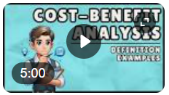 COST-BENEFIT
ANALYSIS
DEFINITION
EXAMPLES
5:00